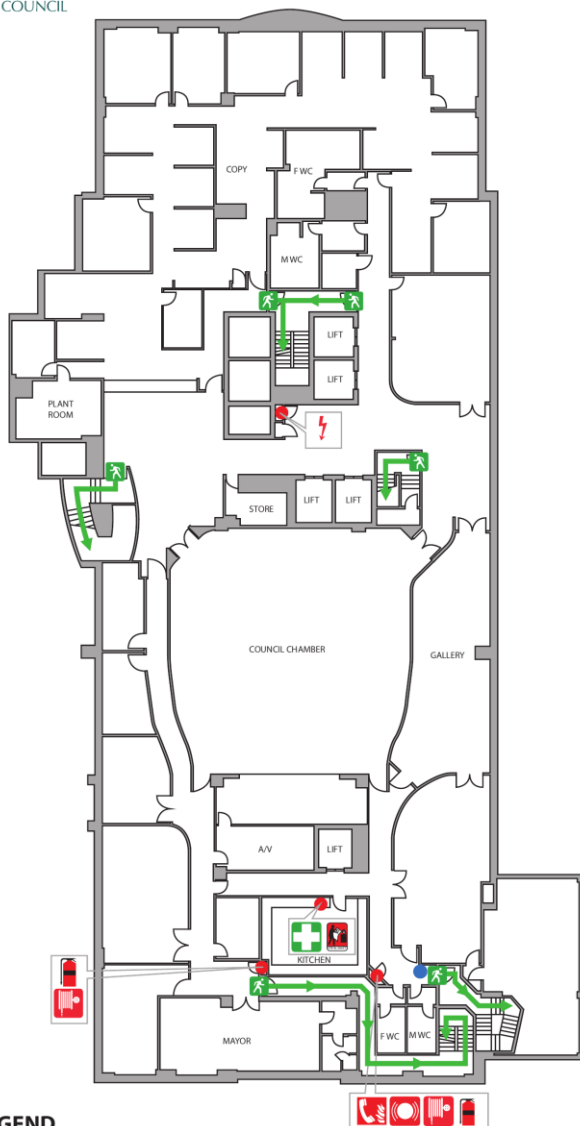 COUNCIL
COPY
F WC
M WC
LIFT
LIFT
PLANT
ROOM
STORE
LIFT
LIFT
COUNCIL CHAMBER
GALLERY
A/V
LIFT
KITCHEN
MAYOR
F WC
M WC
GEND